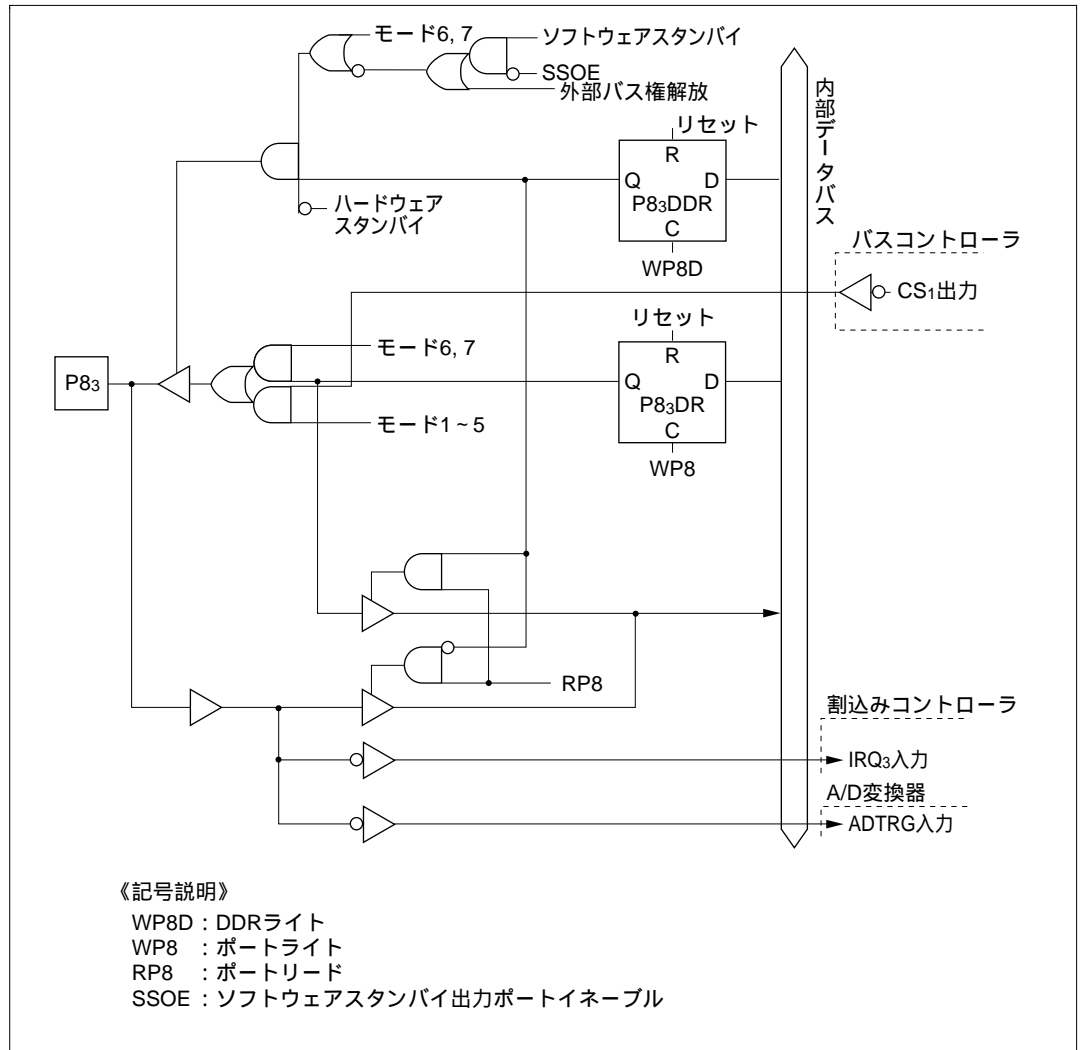 モード6, 7
ソフトウェアスタンバイ
SSOE
外部バス権解放
内部データバス
リセット
R
Q D
P83DDR
C
WP8D
ハードウェア
スタンバイ
バスコントローラ
CS1出力
リセット
R
Q D
P83DR
C
WP8
モード6, 7
P83
モード1~5
RP8
割込みコントローラ
IRQ3入力
A/D変換器
ADTRG入力
《記号説明》
WP8D:DDRライト
WP8 :ポートライト
RP8 :ポートリード
SSOE:ソフトウェアスタンバイ出力ポートイネーブル